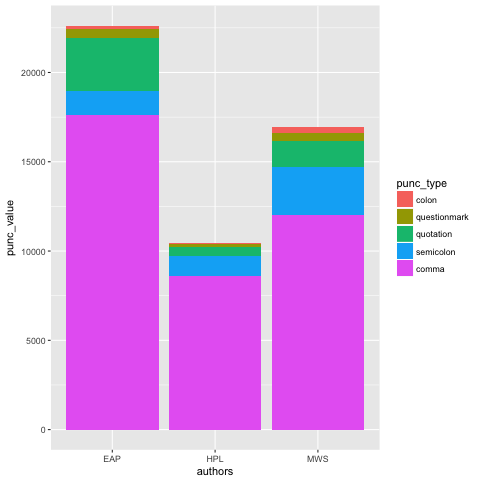 20000
15000
10000
5000
0
punc_value
EAP HPL MWS
authors
punc_type
colon
questionmark
quotation
semicolon
comma